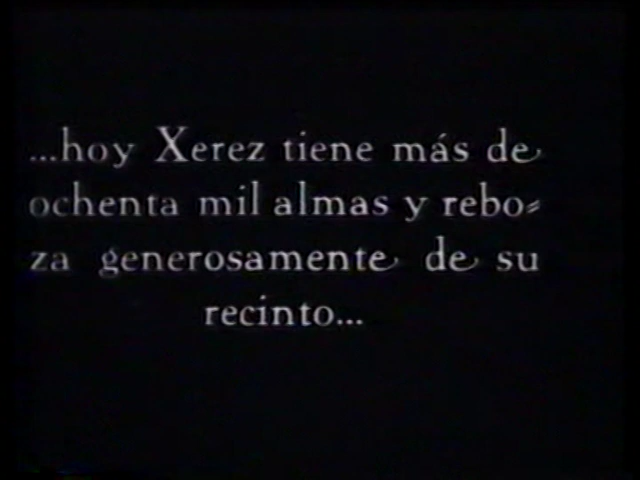 ...hoy Xerez tiene más de
ochenta mil almas y rebo=
za generosamente de su
recinto...